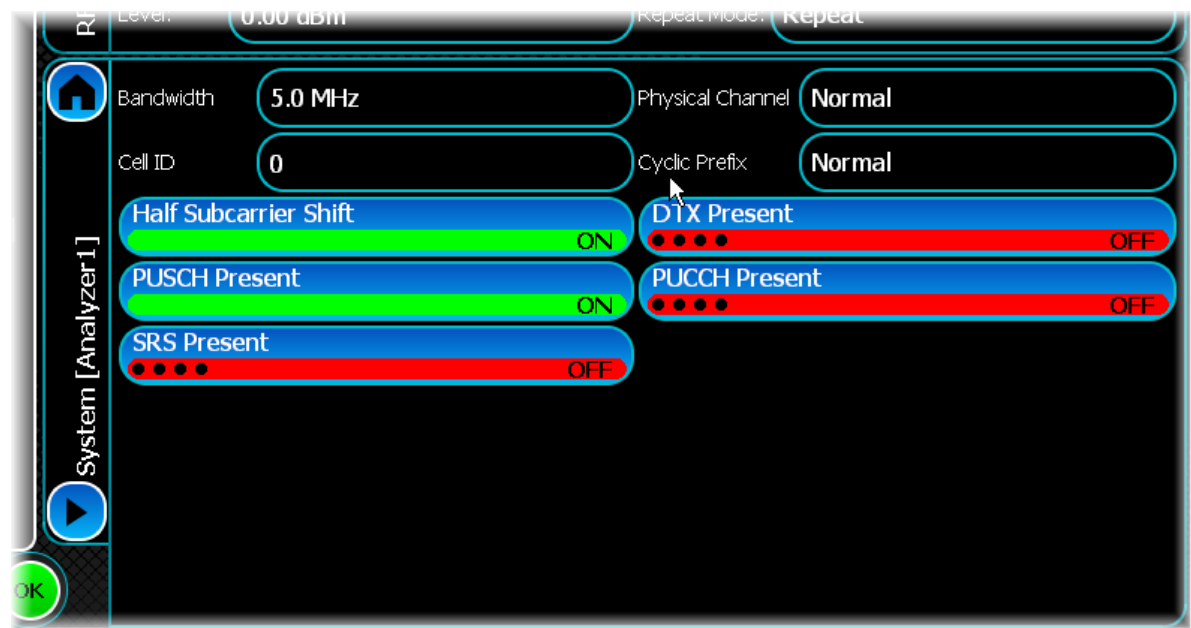 RF
Level: 0.00 dBm Repeat Mode: Repeat
Bandwidth 5.0 MHz Physical Channel Normal
Cell ID 0 Cyclic Prefix Normal
Half Subcarrier Shift DTX Present
ON OFF
PUSCH Present PUCCH Present
ON OFF
SRS Present
OFF
System [Analyzer1]
OK